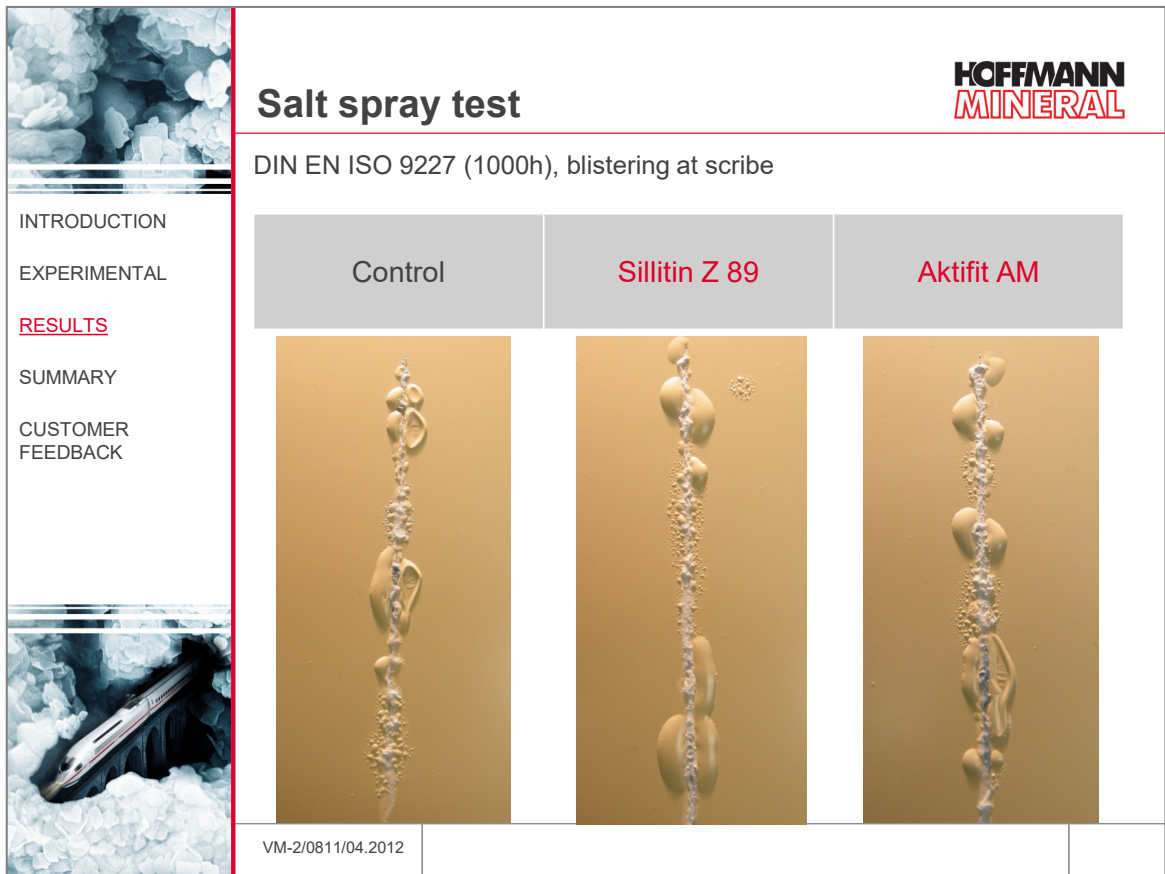 Salt spray test
HOFFMANN
MINERAL
DIN EN ISO 9227 (1000h), blistering at scribe
INTRODUCTION
EXPERIMENTAL
RESULTS
SUMMARY
CUSTOMER
FEEDBACK
Control
Sillitin Z 89
Aktifit AM
VM-2/0811/04.2012